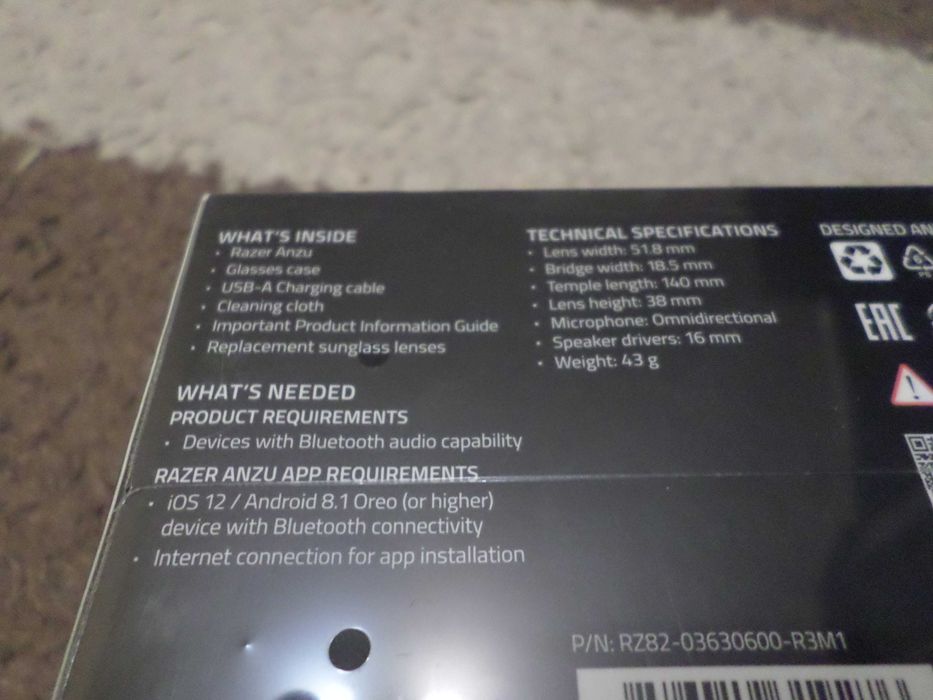 WHAT'S INSIDE
· Razer Anzu
· Glasses case
· USB-A Charging cable
· Cleaning cloth
· Important Product Information Guide
· Replacement sunglass lenses
WHAT'S NEEDED
PRODUCT REQUIREMENTS
· Devices with Bluetooth audio capability
RAZER ANZU APP REQUIREMENTS
· iOS 12 / Android 8.1 Oreo (or higher)
device with Bluetooth connectivity
· Internet connection for app installation
TECHNICAL SPECIFICATIONS
· Lens width: 51.8 mm
· Bridge width: 18.5 mm
· Temple length: 140 mm
· Lens height: 38 mm
· Microphone: Omnidirectional
· Speaker drivers: 16 mm
· Weight: 43 g
DESIGNED AN
EAC
P/N: RZ82-03630600-R3M1